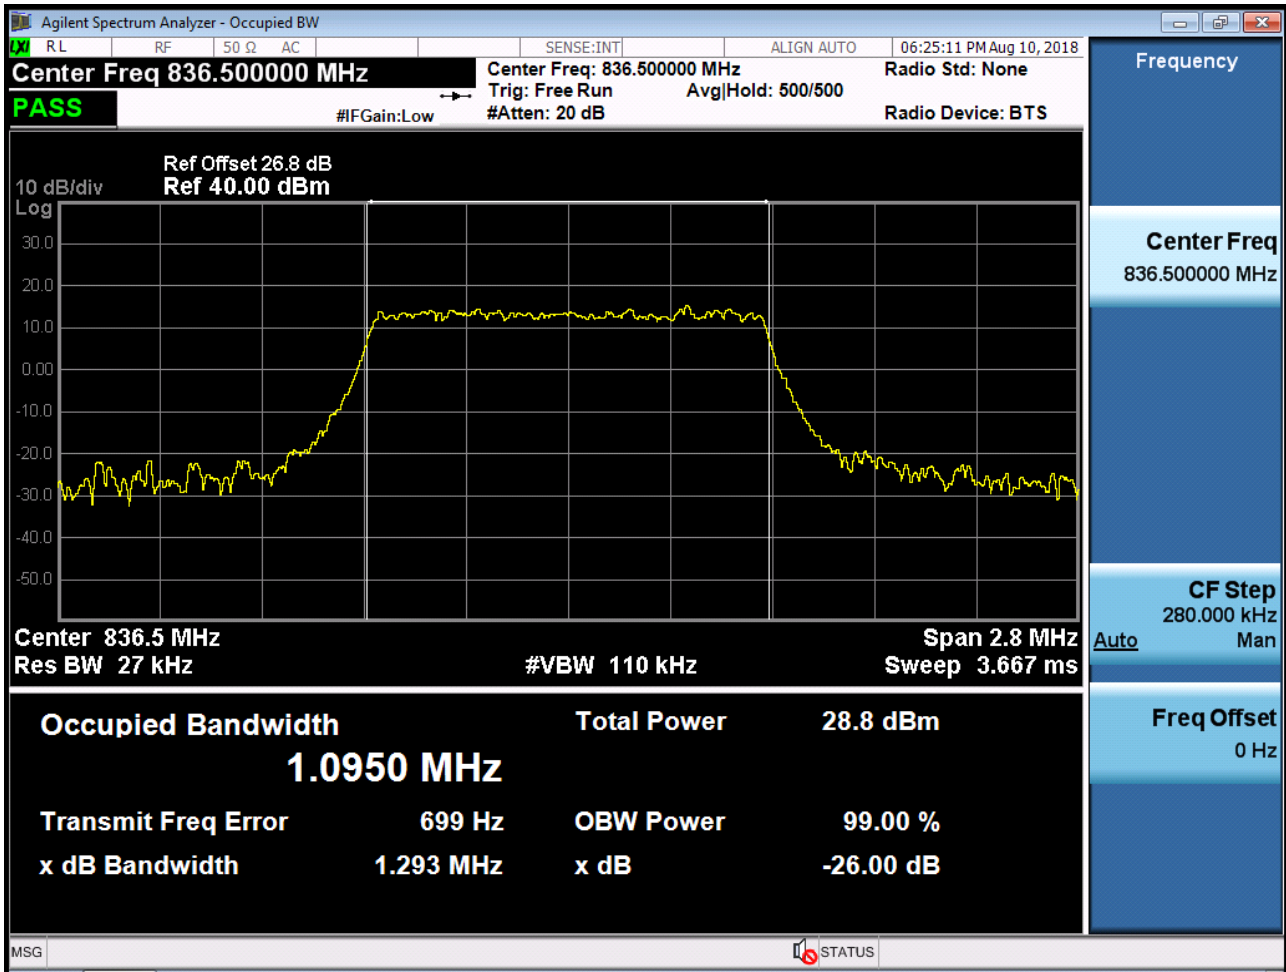 Agilent Spectrum Analyzer - Occupied BW
LXI RL RF 50 Ω AC SENSE:INT ALIGN AUTO 06:25:11 PM Aug 10, 2018
Center Freq 836.500000 MHz
Center Freq: 836.500000 MHz
Radio Std: None
Trig: Free Run Avg|Hold: 500/500
PASS
#IFGain:Low
#Atten: 20 dB
Radio Device: BTS
Ref Offset 26.8 dB
10 dB/div Ref 40.00 dBm
Log
30.0
20.0
10.0
0.00
-10.0
-20.0
-30.0
-40.0
-50.0
Center 836.5 MHz Span 2.8 MHz
Res BW 27 kHz #VBW 110 kHz Sweep 3.667 ms
Occupied Bandwidth Total Power 28.8 dBm
1.0950 MHz
Transmit Freq Error 699 Hz OBW Power 99.00 %
x dB Bandwidth 1.293 MHz x dB -26.00 dB
Frequency
Center Freq
836.500000 MHz
CF Step
280.000 kHz
Auto Man
Freq Offset
0 Hz
MSG STATUS